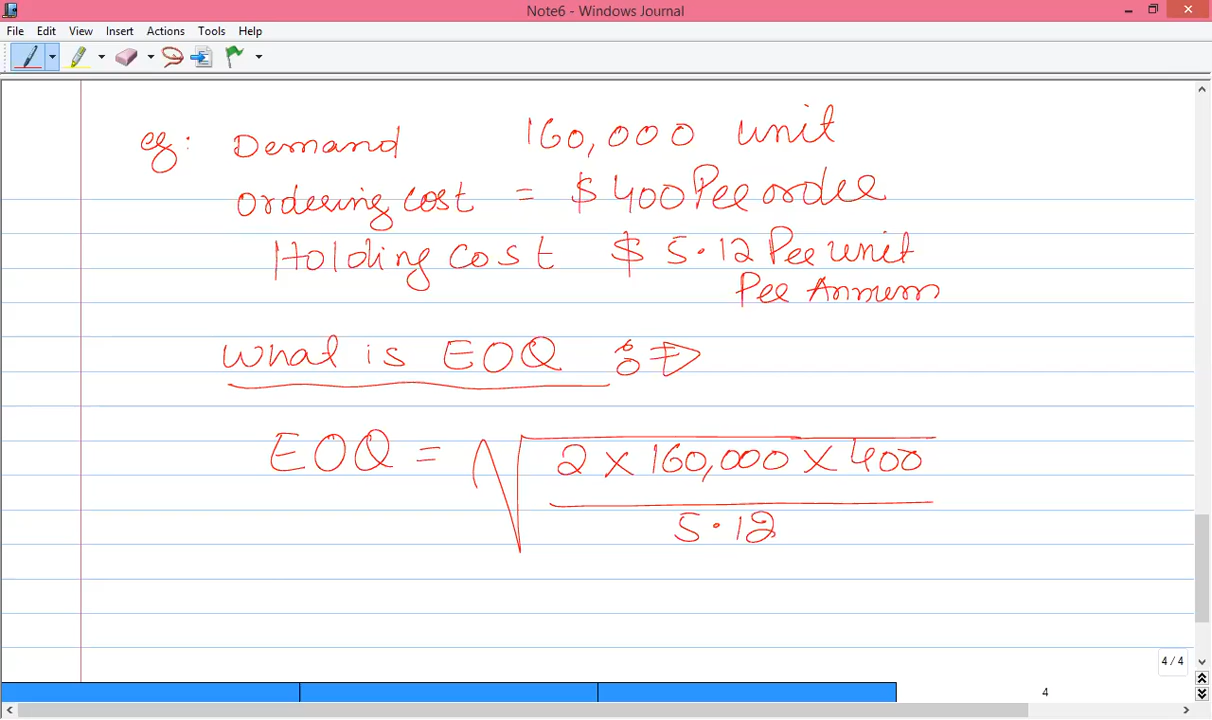 Note6 - Windows Journal
File Edit View Insert Actions Tools Help
eg: Demand 160,000 unit
Ordering cost = $ 400 Per order
Holding cost $ 5.12 Per unit
Per Annum
What is EOQ :
EOQ = √ 2 x 160,000 x 400
5.12
4 / 4
4